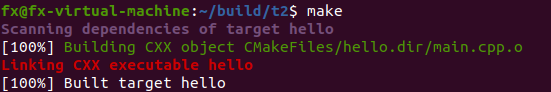 fx@fx-virtual-machine:~/build/t2$ make
Scanning dependencies of target hello
[100%] Building CXX object CMakeFiles/hello.dir/main.cpp.o
Linking CXX executable hello
[100%] Built target hello